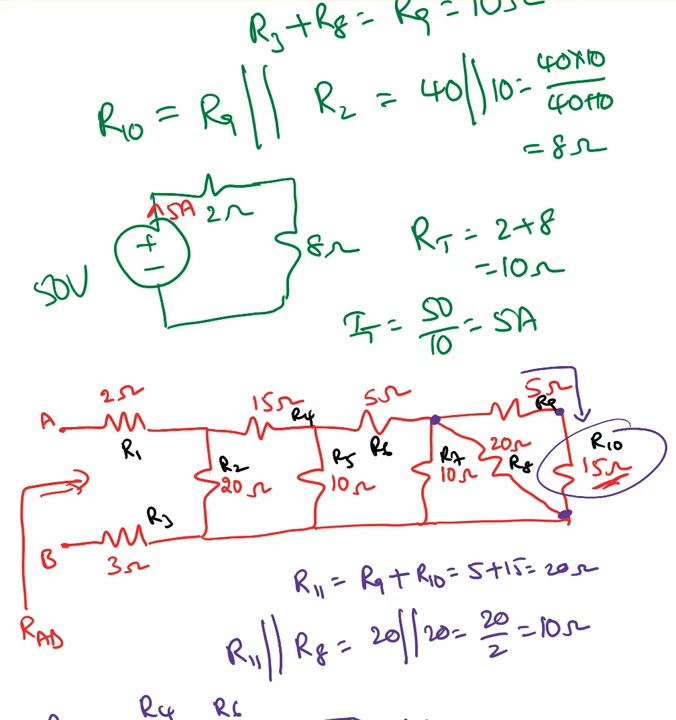 R3 + R8 = R9 = 10Ω
R10 = R9 || R2 = 40 || 10 = 40×10 / 40+10
= 8Ω
5A 2Ω
+
−
8Ω
50V
RT = 2+8
= 10Ω
IT = 50/10 = 5A
2Ω 15Ω R4 5Ω 5Ω R9
A R1 R6
R2 20Ω R5 10Ω R7 10Ω 20Ω R8 R10 15Ω
B R3 3Ω
RAB
R11 = R9 + R10 = 5+15 = 20Ω
R11 || R8 = 20 || 20 = 20/2 = 10Ω
R4 R6